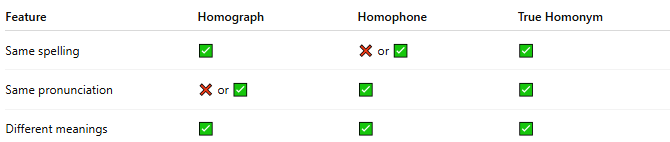 Feature Homograph Homophone True Homonym
Same spelling ✅ ❌ or ✅ ✅
Same pronunciation ❌ or ✅ ✅ ✅
Different meanings ✅ ✅ ✅